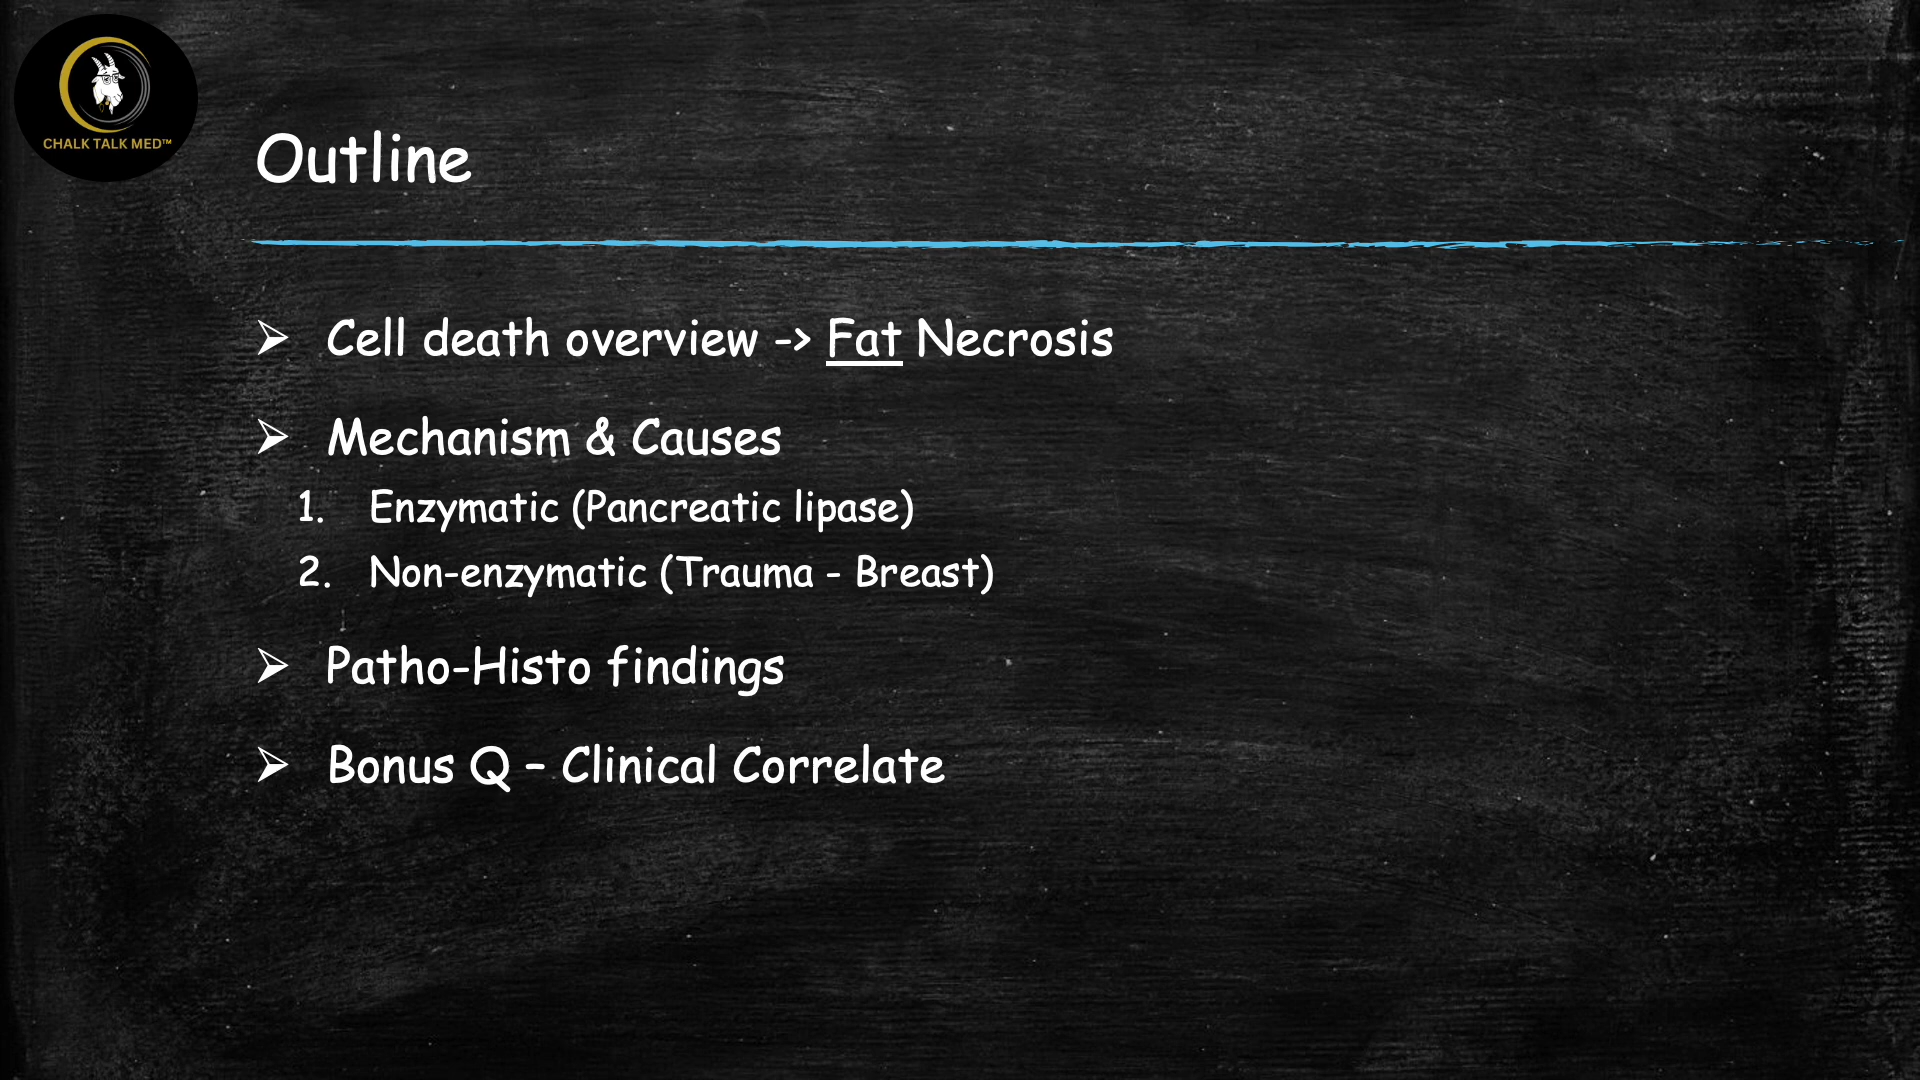 CHALK TALK MED™
Outline
➢ Cell death overview -> Fat Necrosis
➢ Mechanism & Causes
1. Enzymatic (Pancreatic lipase)
2. Non-enzymatic (Trauma - Breast)
➢ Patho-Histo findings
➢ Bonus Q – Clinical Correlate